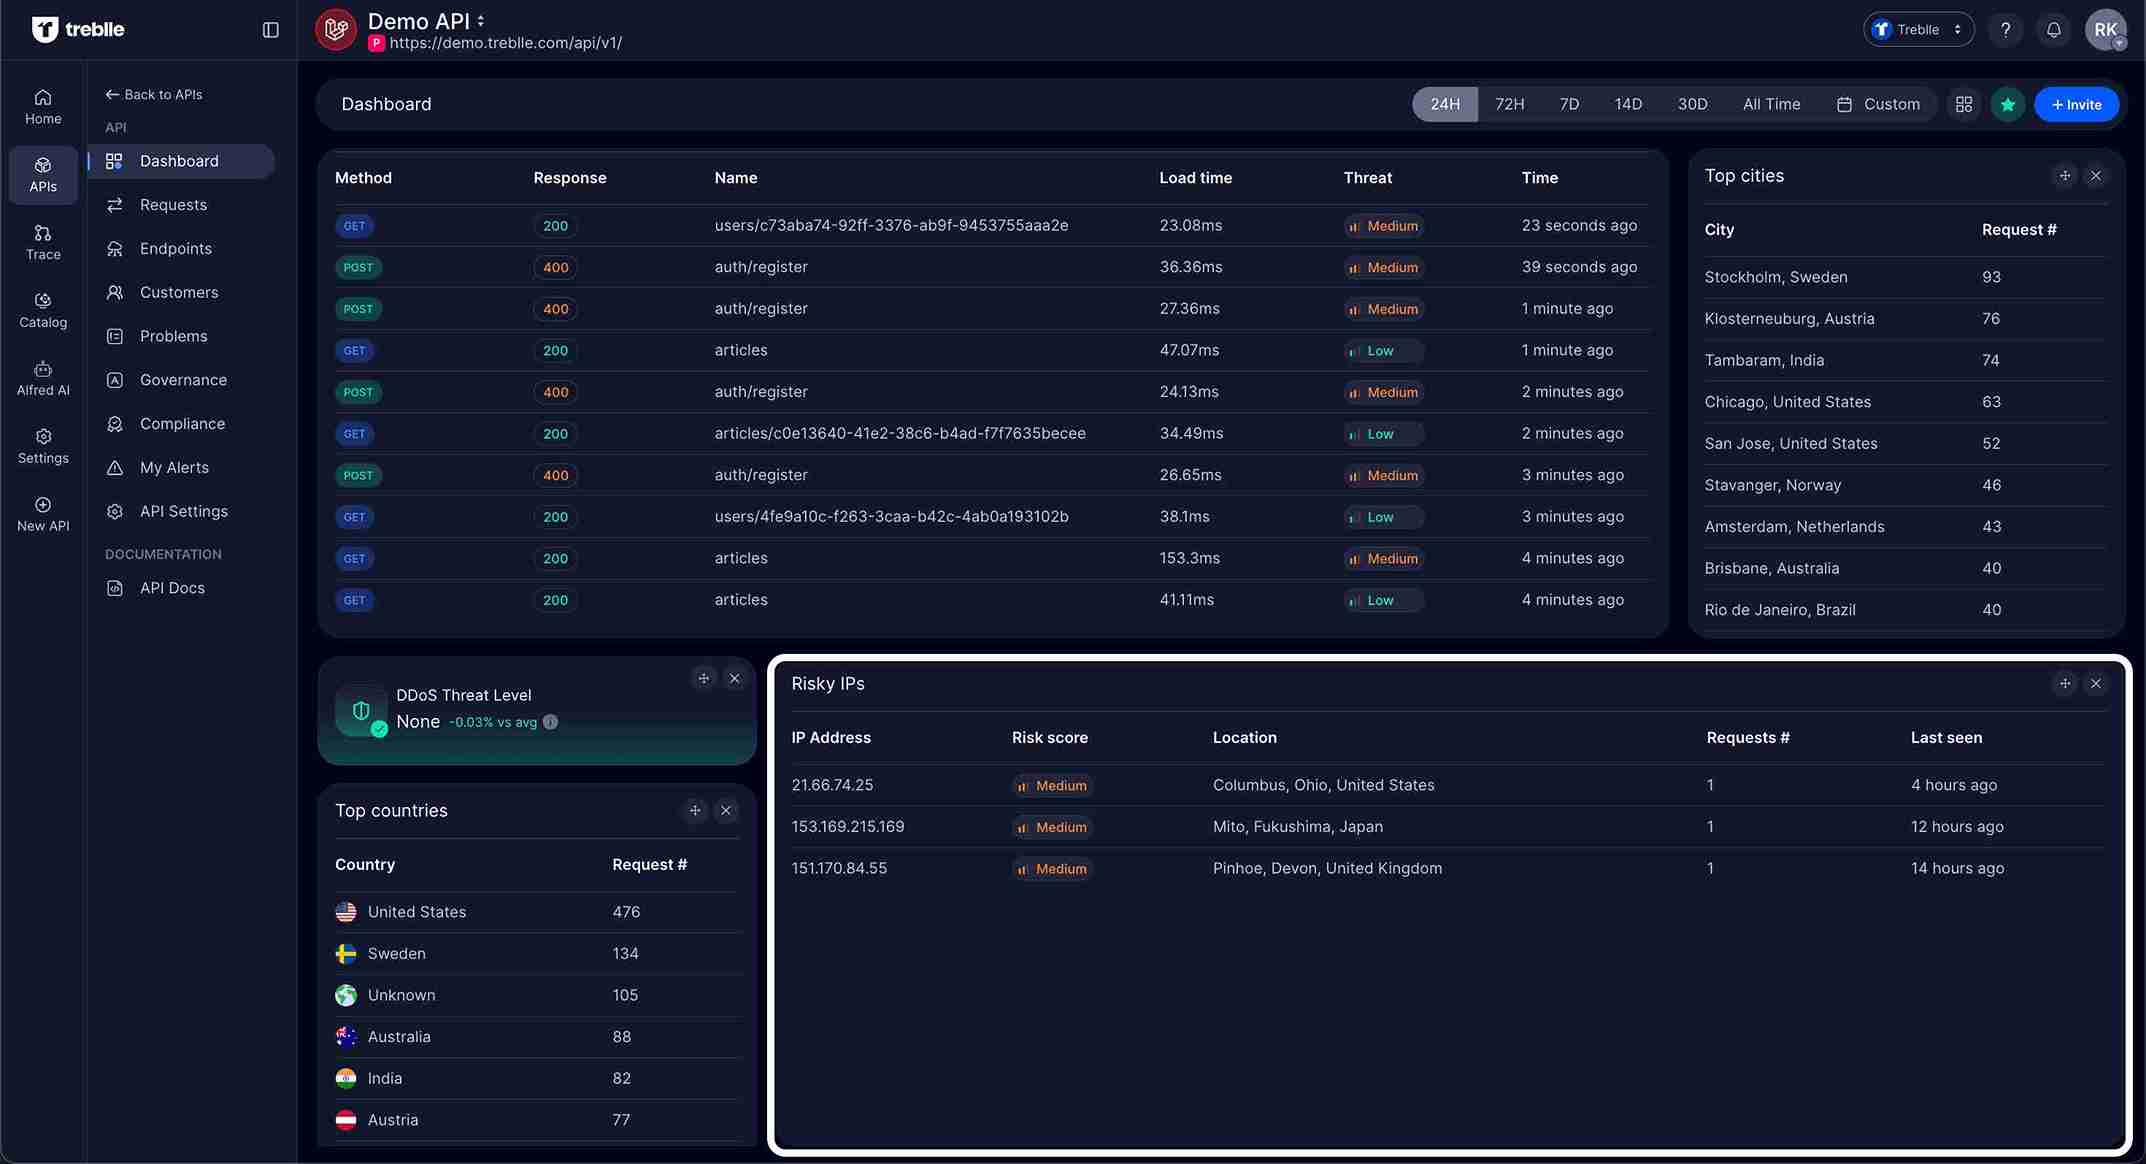 treblle
Demo API
P https://demo.treblle.com/api/v1/
Treblle
?
RK
Home
APIs
Trace
Catalog
Alfred AI
Settings
New API
Back to APIs
API
Dashboard
Requests
Endpoints
Customers
Problems
Governance
Compliance
My Alerts
API Settings
DOCUMENTATION
API Docs
Dashboard
24H 72H 7D 14D 30D All Time Custom
+ Invite
Method Response Name Load time Threat Time
GET 200 users/c73aba74-92ff-3376-ab9f-9453755aaa2e 23.08ms Medium 23 seconds ago
POST 400 auth/register 36.36ms Medium 39 seconds ago
POST 400 auth/register 27.36ms Medium 1 minute ago
GET 200 articles 47.07ms Low 1 minute ago
POST 400 auth/register 24.13ms Medium 2 minutes ago
GET 200 articles/c0e13640-41e2-38c6-b4ad-f7f7635becee 34.49ms Low 2 minutes ago
POST 400 auth/register 26.65ms Medium 3 minutes ago
GET 200 users/4fe9a10c-f263-3caa-b42c-4ab0a193102b 38.1ms Low 3 minutes ago
GET 200 articles 153.3ms Medium 4 minutes ago
GET 200 articles 41.11ms Low 4 minutes ago
Top cities
City Request #
Stockholm, Sweden 93
Klosterneuburg, Austria 76
Tambaram, India 74
Chicago, United States 63
San Jose, United States 52
Stavanger, Norway 46
Amsterdam, Netherlands 43
Brisbane, Australia 40
Rio de Janeiro, Brazil 40
DDoS Threat Level
None -0.03% vs avg
Top countries
Country Request #
United States 476
Sweden 134
Unknown 105
Australia 88
India 82
Austria 77
Risky IPs
IP Address Risk score Location Requests # Last seen
21.66.74.25 Medium Columbus, Ohio, United States 1 4 hours ago
153.169.215.169 Medium Mito, Fukushima, Japan 1 12 hours ago
151.170.84.55 Medium Pinhoe, Devon, United Kingdom 1 14 hours ago